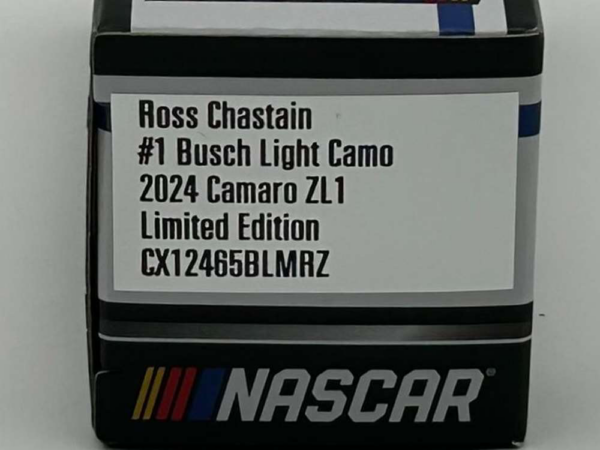 Ross Chastain
#1 Busch Light Camo
2024 Camaro ZL1
Limited Edition
CX12465BLMRZ
NASCAR®